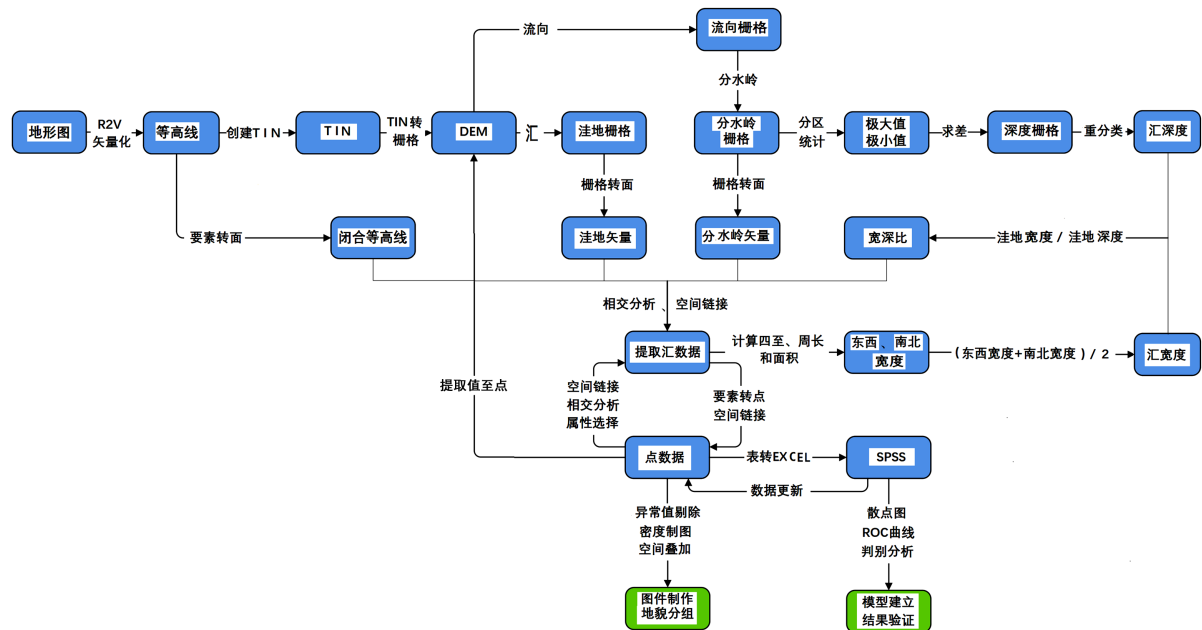 流向
流向栅格
分水岭
地形图
R2V
矢量化
等高线
创建TIN
TIN
TIN转
栅格
DEM
汇
洼地栅格
分水岭
栅格
分区
统计
极大值
极小值
求差
深度栅格
重分类
汇深度
栅格转面
栅格转面
要素转面
闭合等高线
洼地矢量
分水岭矢量
宽深比
洼地宽度 / 洼地深度
相交分析 、空间链接
提取汇数据
计算四至、周长
和面积
东西、南北
宽度
(东西宽度+南北宽度) / 2
汇宽度
提取值至点
空间链接
相交分析
属性选择
要素转点
空间链接
点数据
表转EXCEL
SPSS
数据更新
异常值剔除
密度制图
空间叠加
散点图
ROC曲线
判别分析
图件制作
地貌分组
模型建立
结果验证